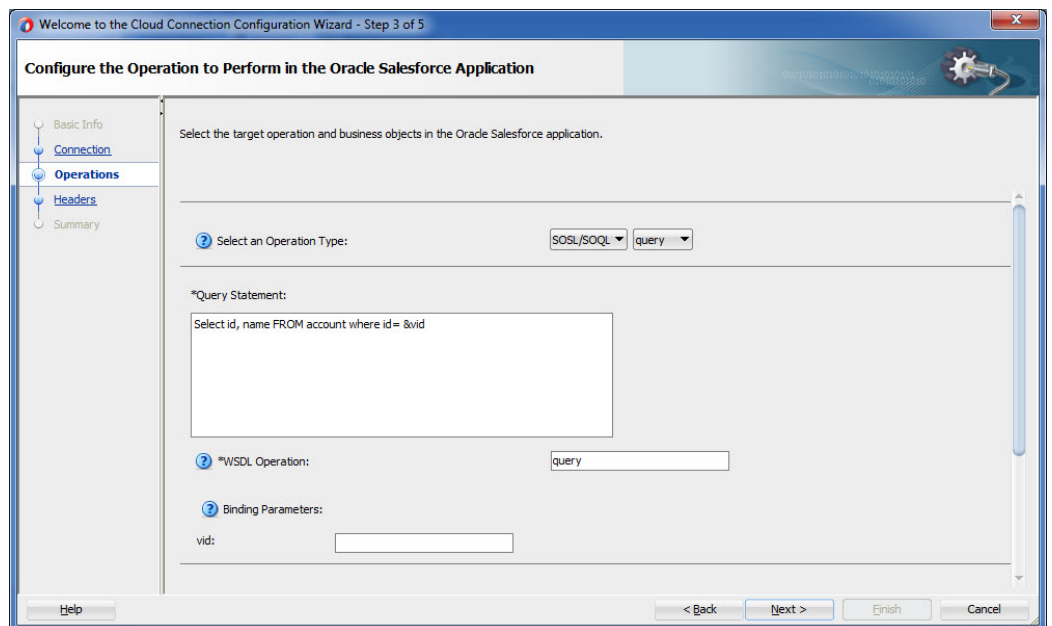 Welcome to the Cloud Connection Configuration Wizard - Step 3 of 5
Configure the Operation to Perform in the Oracle Salesforce Application
Basic Info
Connection
Operations
Headers
Summary
Select the target operation and business objects in the Oracle Salesforce application.
? Select an Operation Type: SOSL/SOQL query
*Query Statement:
Select id, name FROM account where id= &vid
? *WSDL Operation: query
? Binding Parameters:
vid:
Help < Back Next > Finish Cancel